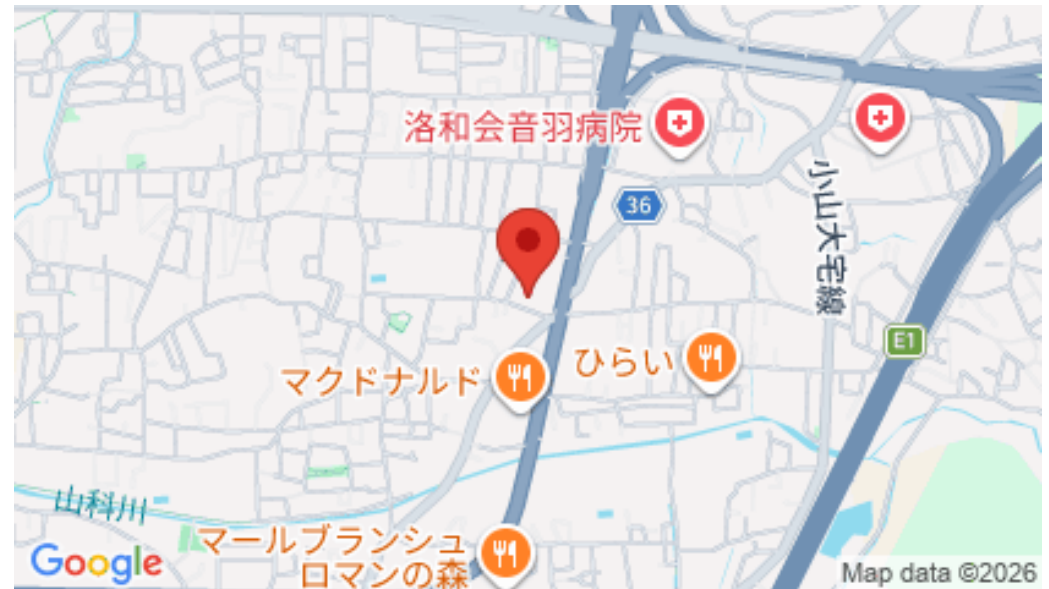 洛和会音羽病院
36
小山大宅線
E1
ひらい
マクドナルド
山科川
マールブランシュ
ロマンの森
Google
Map data ©2026